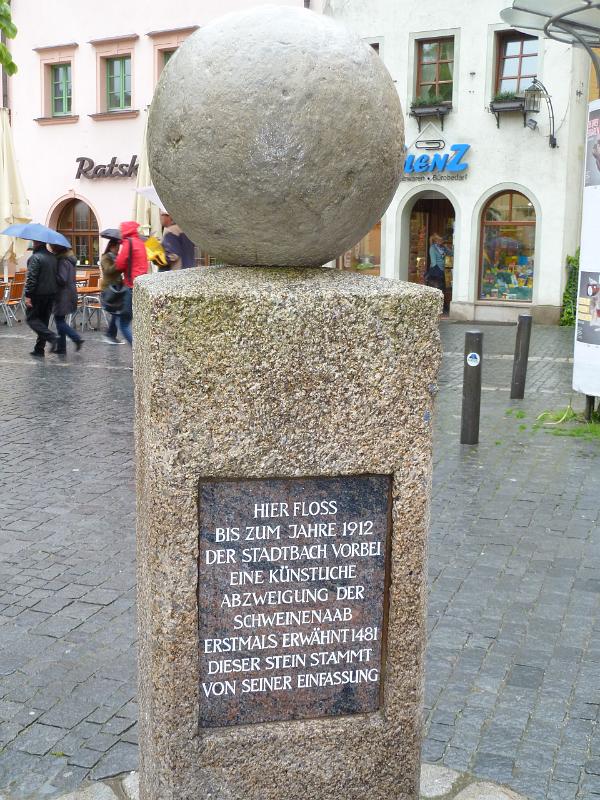 Ratsk
enZ
Bürobedarf
HIER FLOSS
BIS ZUM JAHRE 1912
DER STADTBACH VORBEI
EINE KÜNSTLICHE
ABZWEIGUNG DER
SCHWEINENAAB
ERSTMALS ERWÄHNT 1481
DIESER STEIN STAMMT
VON SEINER EINFASSUNG